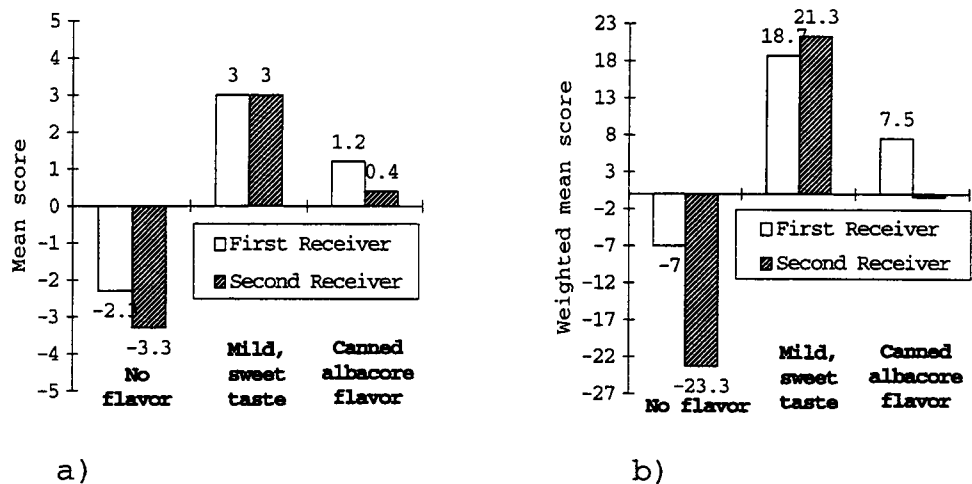 5
4
3
2
1
0
-1
-2
-3
-4
-5
Mean score
3 3
1.2
0.4
-2.3
-3.3
First Receiver
Second Receiver
No
flavor
Mild,
sweet
taste
Canned
albacore
flavor
a)
23
18
13
8
3
-2
-7
-12
-17
-22
-27
Weighted mean score
18.7
21.3
7.5
-7
-23.3
First Receiver
Second Receiver
No flavor
Mild,
sweet
taste
Canned
albacore
flavor
b)